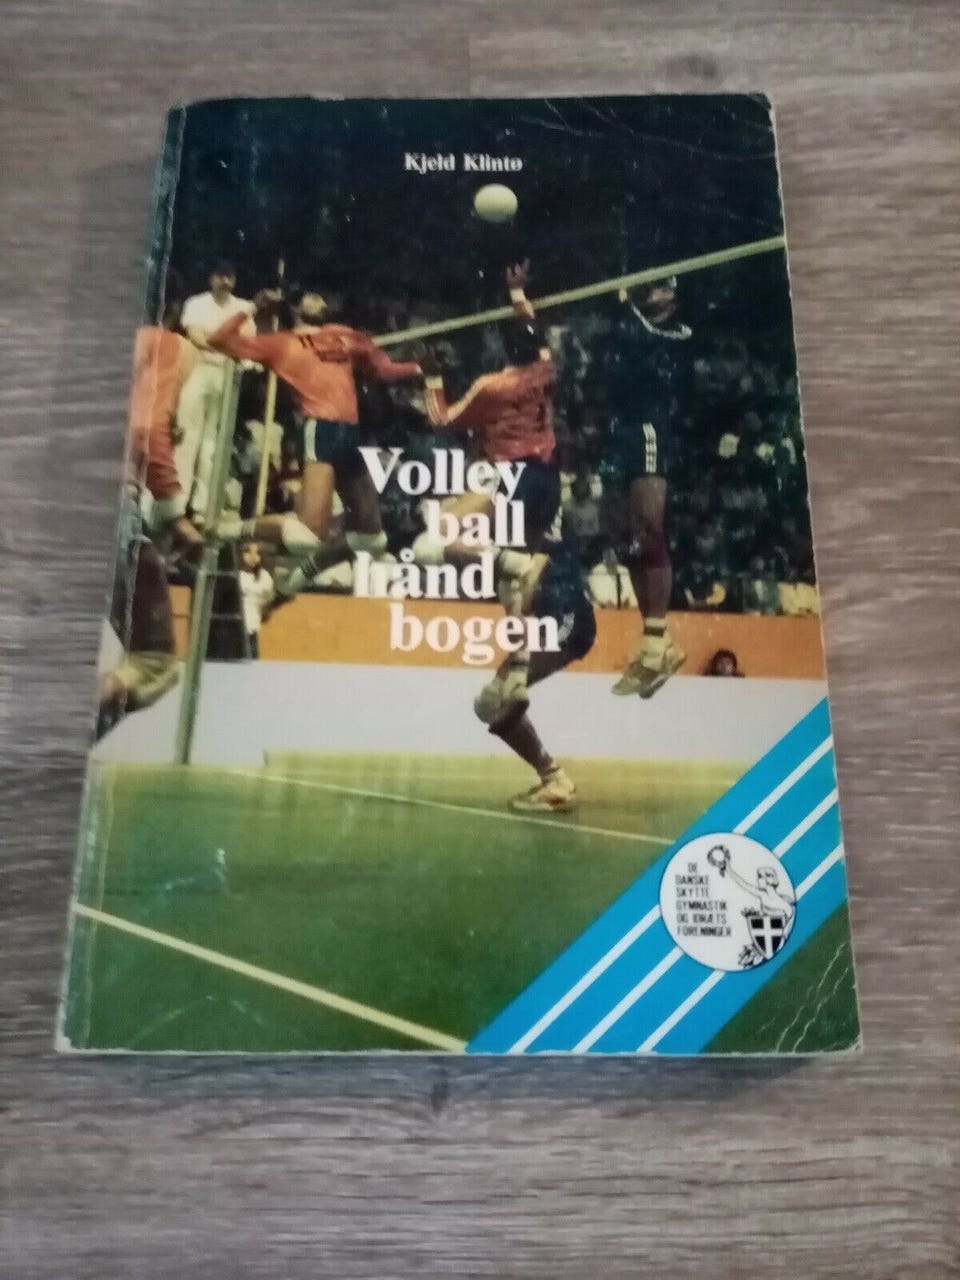 Kjeld Klintø
Volley
ball
hånd
bogen
DE
DANSKE
SKYTTE
GYMNASTIK
OG IDRÆTS
FORENINGER